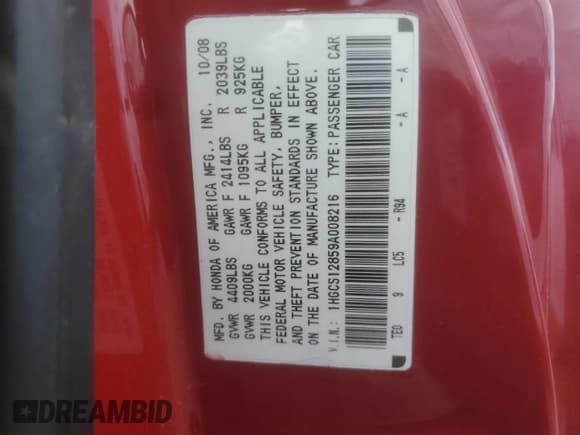 MFD. BY HONDA OF AMERICA MFG., INC. 10/08
GVWR 4409LBS GAWR F 2414LBS R 2039LBS
GVWR 2000KG GAWR F 1095KG R 925KG
THIS VEHICLE CONFORMS TO ALL APPLICABLE
FEDERAL MOTOR VEHICLE SAFETY, BUMPER,
AND THEFT PREVENTION STANDARDS IN EFFECT
ON THE DATE OF MANUFACTURE SHOWN ABOVE.
V.I.N.: 1HGCS12859A008216 TYPE: PASSENGER CAR
TE0 9 LC5 - R94 - A - A
DREAMBID